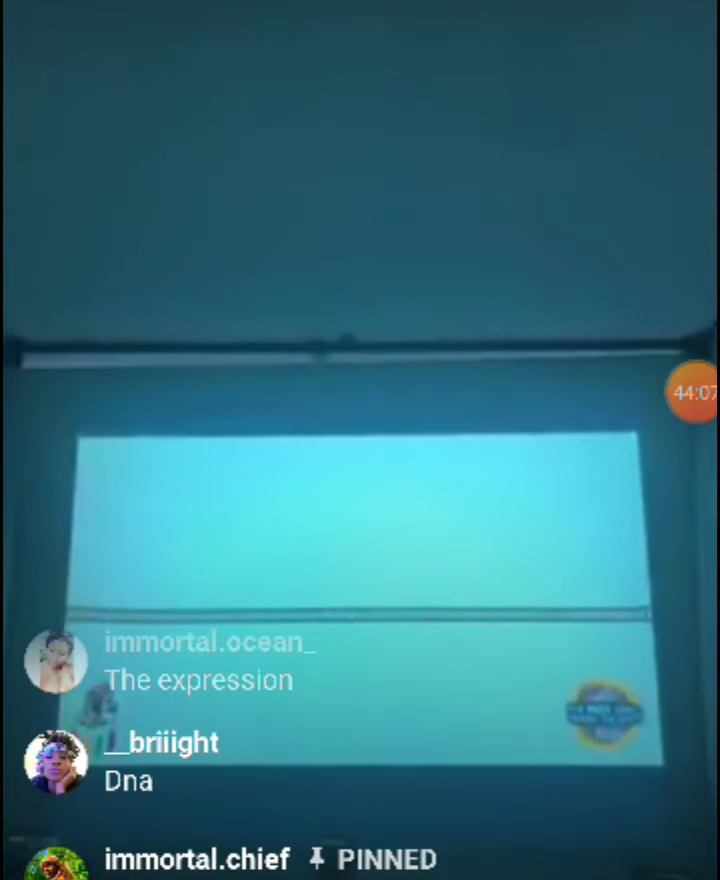 44:07
immortal.ocean_
The expression
__briiight
Dna
immortal.chief PINNED